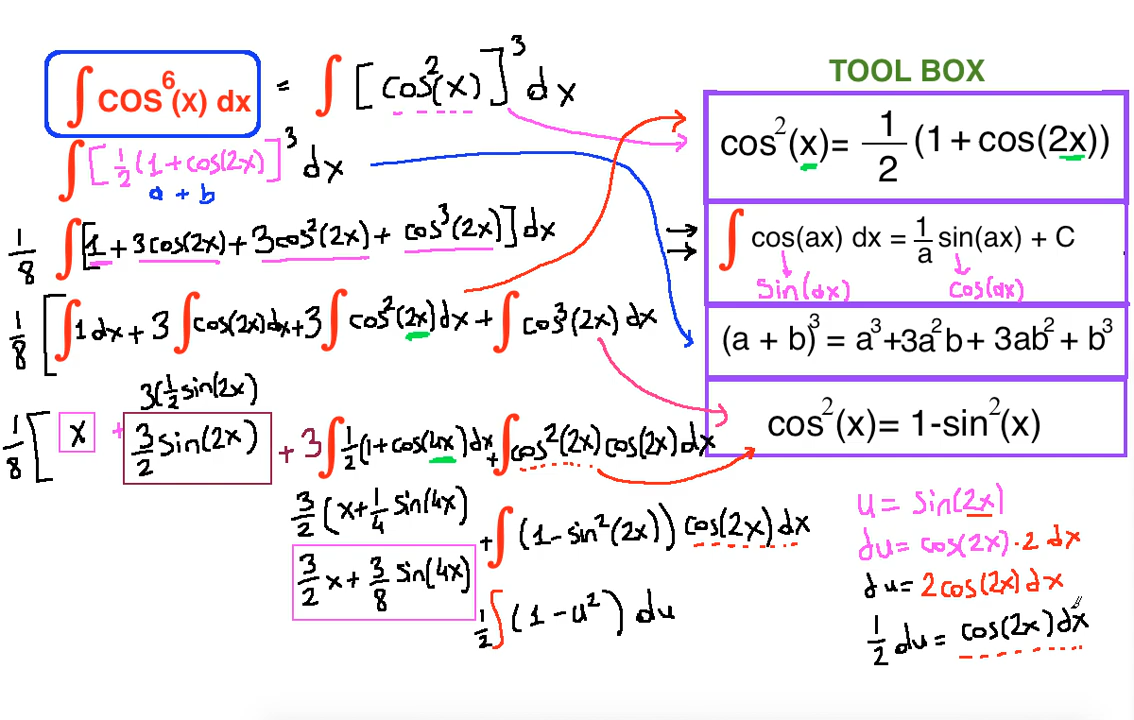 ∫ cos⁶(x) dx = ∫ [cos²(x)]³ dx
∫ [½(1+cos(2x)]³ dx
a + b
1/8 ∫ [1 + 3cos(2x) + 3cos²(2x) + cos³(2x)] dx
1/8 [ ∫ 1dx + 3 ∫ cos(2x)dx + 3 ∫ cos²(2x)dx + ∫ cos³(2x) dx
3(½ sin(2x)
1/8 [ x + 3/2 sin(2x) + 3 ∫ ½(1+cos(4x)dx + ∫ cos²(2x) cos(2x) dx
3/2 (x + ¼ sin(4x)
3/2 x + 3/8 sin(4x)
+ ∫ (1 - sin²(2x)) cos(2x) dx
½ ∫ (1 - u²) du
TOOL BOX
cos²(x) = 1/2 (1 + cos(2x))
∫ cos(ax) dx = 1/a sin(ax) + C
sin(ax) cos(ax)
(a + b)³ = a³ + 3a²b + 3ab² + b³
cos²(x) = 1 - sin²(x)
u = sin(2x)
du = cos(2x) · 2 dx
du = 2cos(2x) dx
½ du = cos(2x) dx